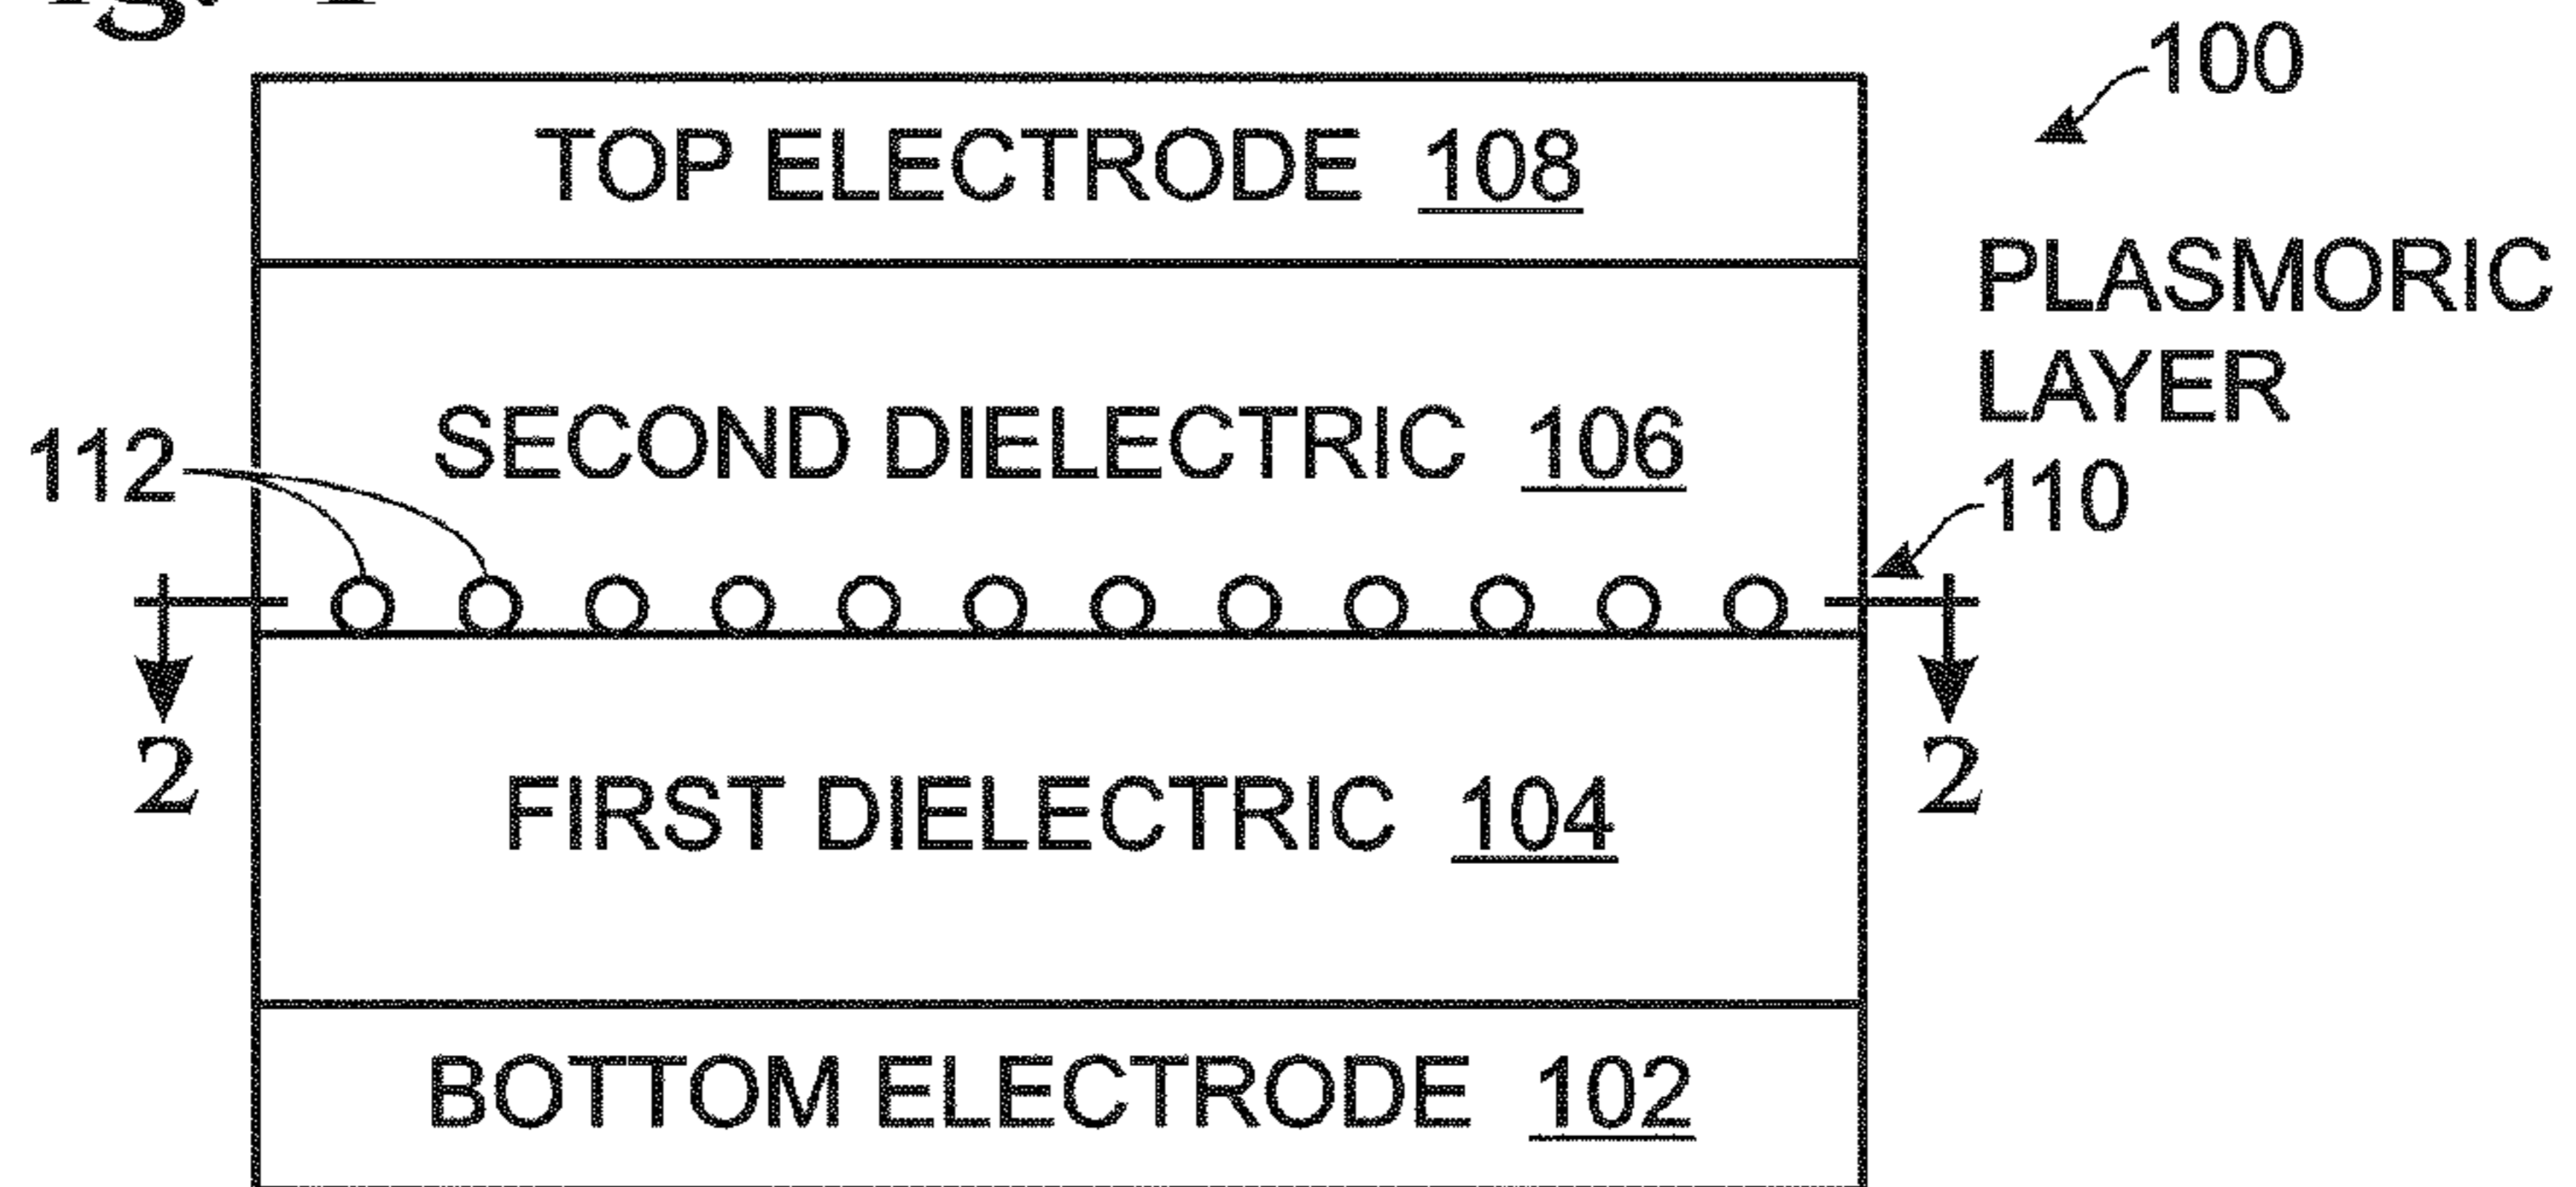 100
TOP ELECTRODE 108
PLASMORIC
LAYER
SECOND DIELECTRIC 106
112
110
2
2
FIRST DIELECTRIC 104
BOTTOM ELECTRODE 102